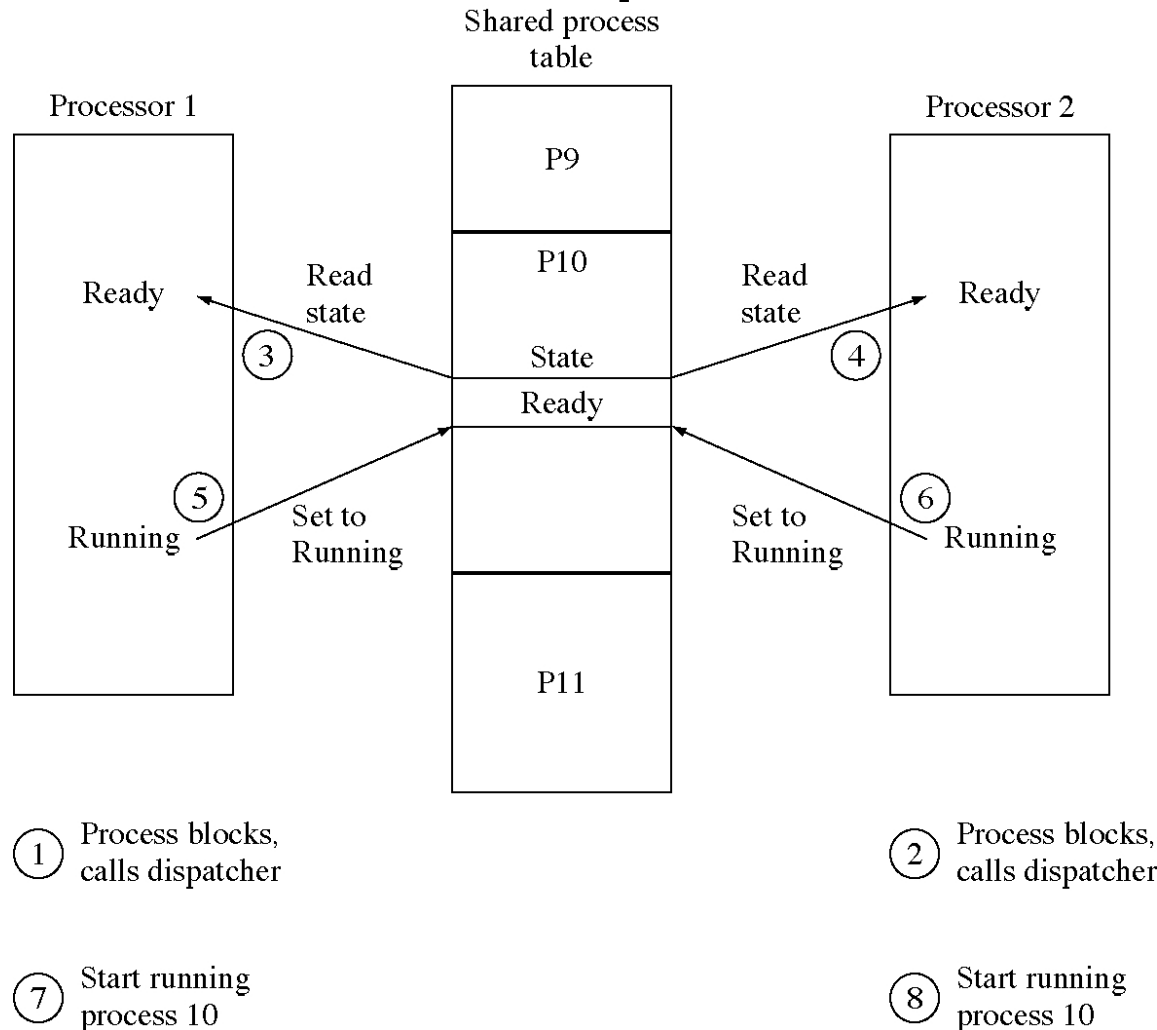 Shared process
table
Processor 1
Processor 2
P9
P10
Read
state
Read
state
Ready
Ready
3
State
4
Ready
5
6
Set to
Running
Set to
Running
Running
Running
P11
1
Process blocks,
calls dispatcher
2
Process blocks,
calls dispatcher
7
Start running
process 10
8
Start running
process 10